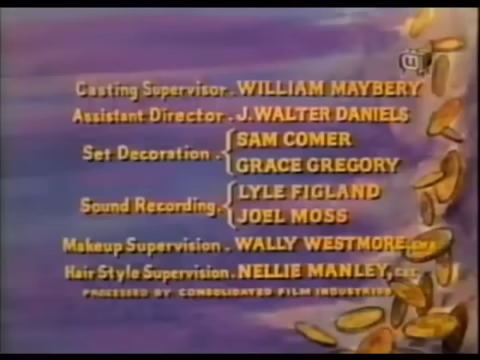 Casting Supervisor . WILLIAM MAYBERY
Assistant Director . J. WALTER DANIELS
Set Decoration . { SAM COMER
GRACE GREGORY
Sound Recording . { LYLE FIGLAND
JOEL MOSS
Makeup Supervision . WALLY WESTMORE,
Hair Style Supervision . NELLIE MANLEY,
PROCESSED BY CONSOLIDATED FILM INDUSTRIES